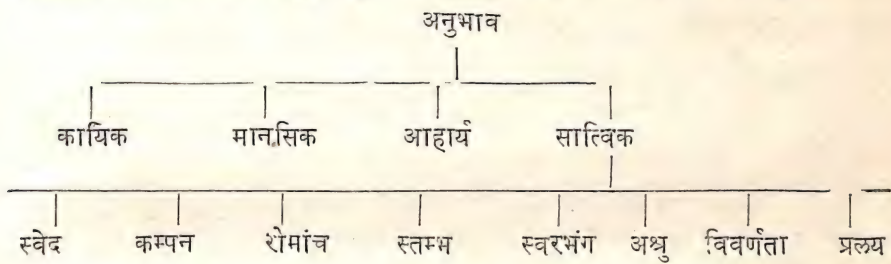 अनुभाव
कायिक मानसिक आहार्य सात्विक
स्वेद कम्पन रोमांच स्तम्भ स्वरभंग अश्रु विवर्णता प्रलय